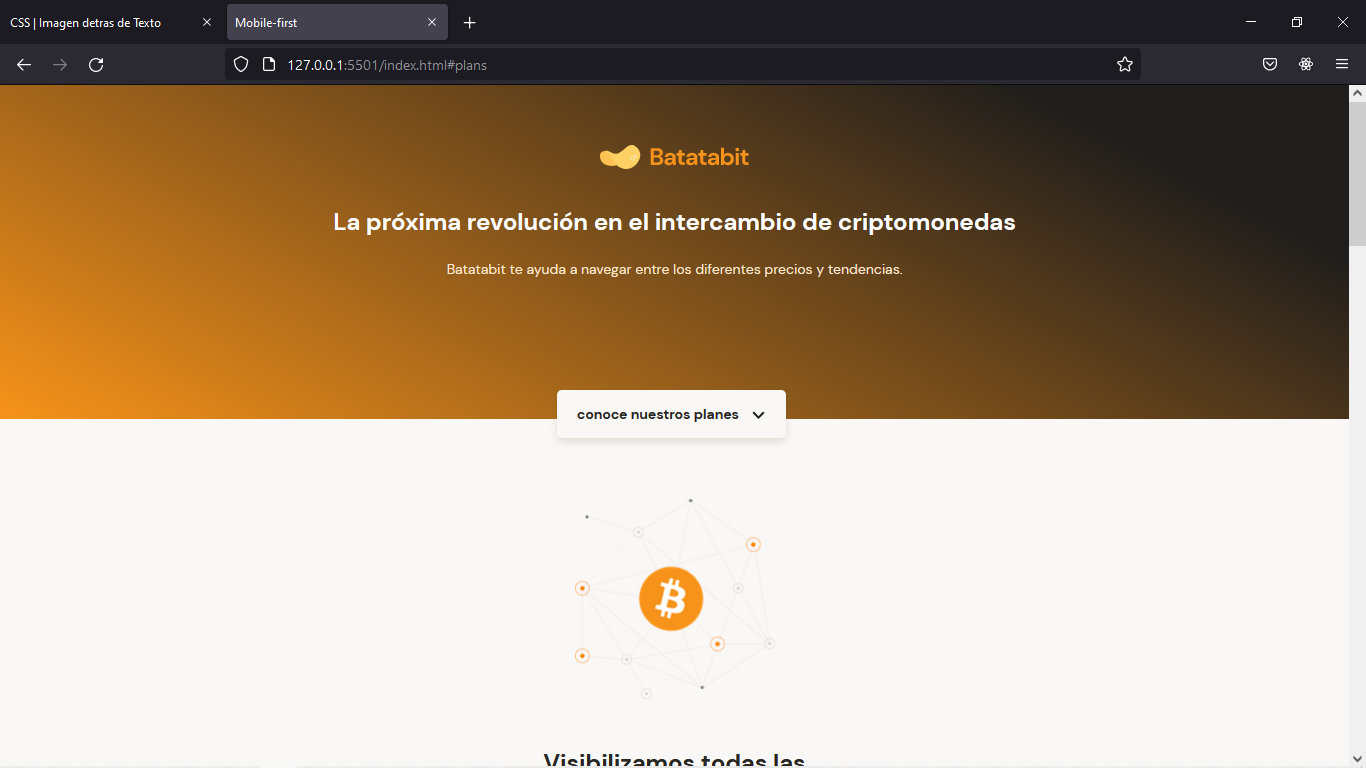 CSS | Imagen detras de Texto
Mobile-first
127.0.0.1:5501/index.html#plans
Batatabit
La próxima revolución en el intercambio de criptomonedas
Batatabit te ayuda a navegar entre los diferentes precios y tendencias.
conoce nuestros planes
Visibilizamos todas las